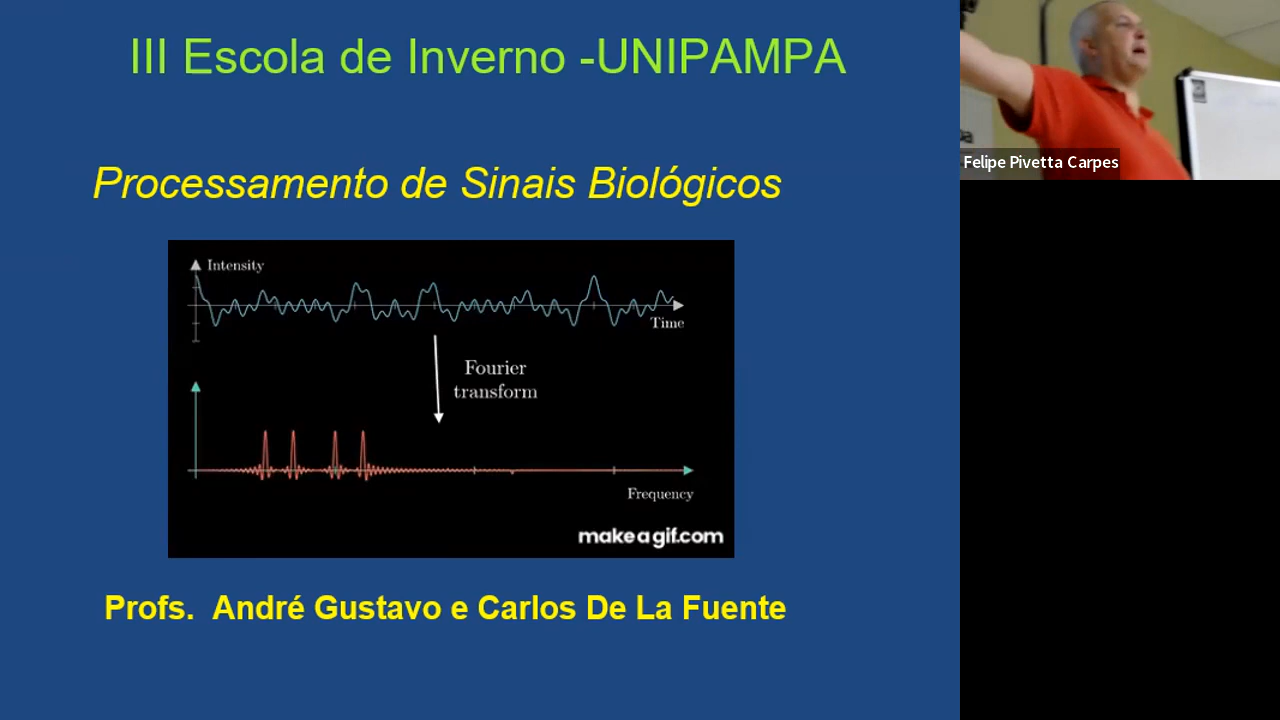 III Escola de Inverno -UNIPAMPA
Felipe Pivetta Carpes
Processamento de Sinais Biológicos
Intensity
Time
Fourier
transform
Frequency
makeagif.com
Profs. André Gustavo e Carlos De La Fuente